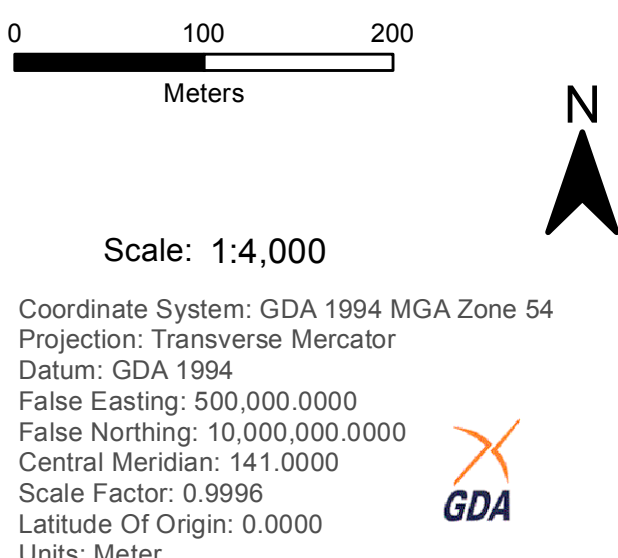 0 100 200
Meters
N
Scale: 1:4,000
Coordinate System: GDA 1994 MGA Zone 54
Projection: Transverse Mercator
Datum: GDA 1994
False Easting: 500,000.0000
False Northing: 10,000,000.0000
Central Meridian: 141.0000
Scale Factor: 0.9996
Latitude Of Origin: 0.0000
Units: Meter
GDA